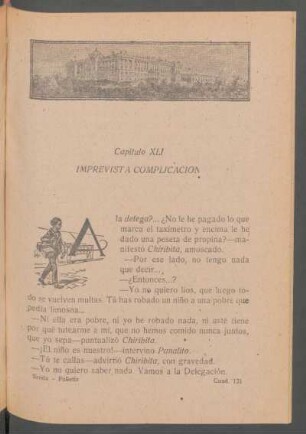 Capítulo XLI
IMPREVISTA COMPLICACION
A la delega?... ¿No le he pagado lo que
marca el taxímetro y encima le he
dado una peseta de propina?—ma-
nifestó Chiribita, amoscado.
—Por ese lado, no tengo nada
que decir...
—¿Entonces...?
—Yo no quiero líos, que luego to-
do se vuelven multas. Tú has robado un niño a una pobre que
pedía limosna...
—Ni ella era pobre, ni yo he robado nada, ni usté tiene
por qué tutearme a mí, que no hemos comido nunca juntos,
que yo sepa—puntualizó Chiribita.
—¡El niño es nuestro!—intervino Puñalito.
—Tú te callas—advirtió Chiribita, con gravedad.
—Yo no quiero saber nada Vamos a la Delegación.
Cuad. 121